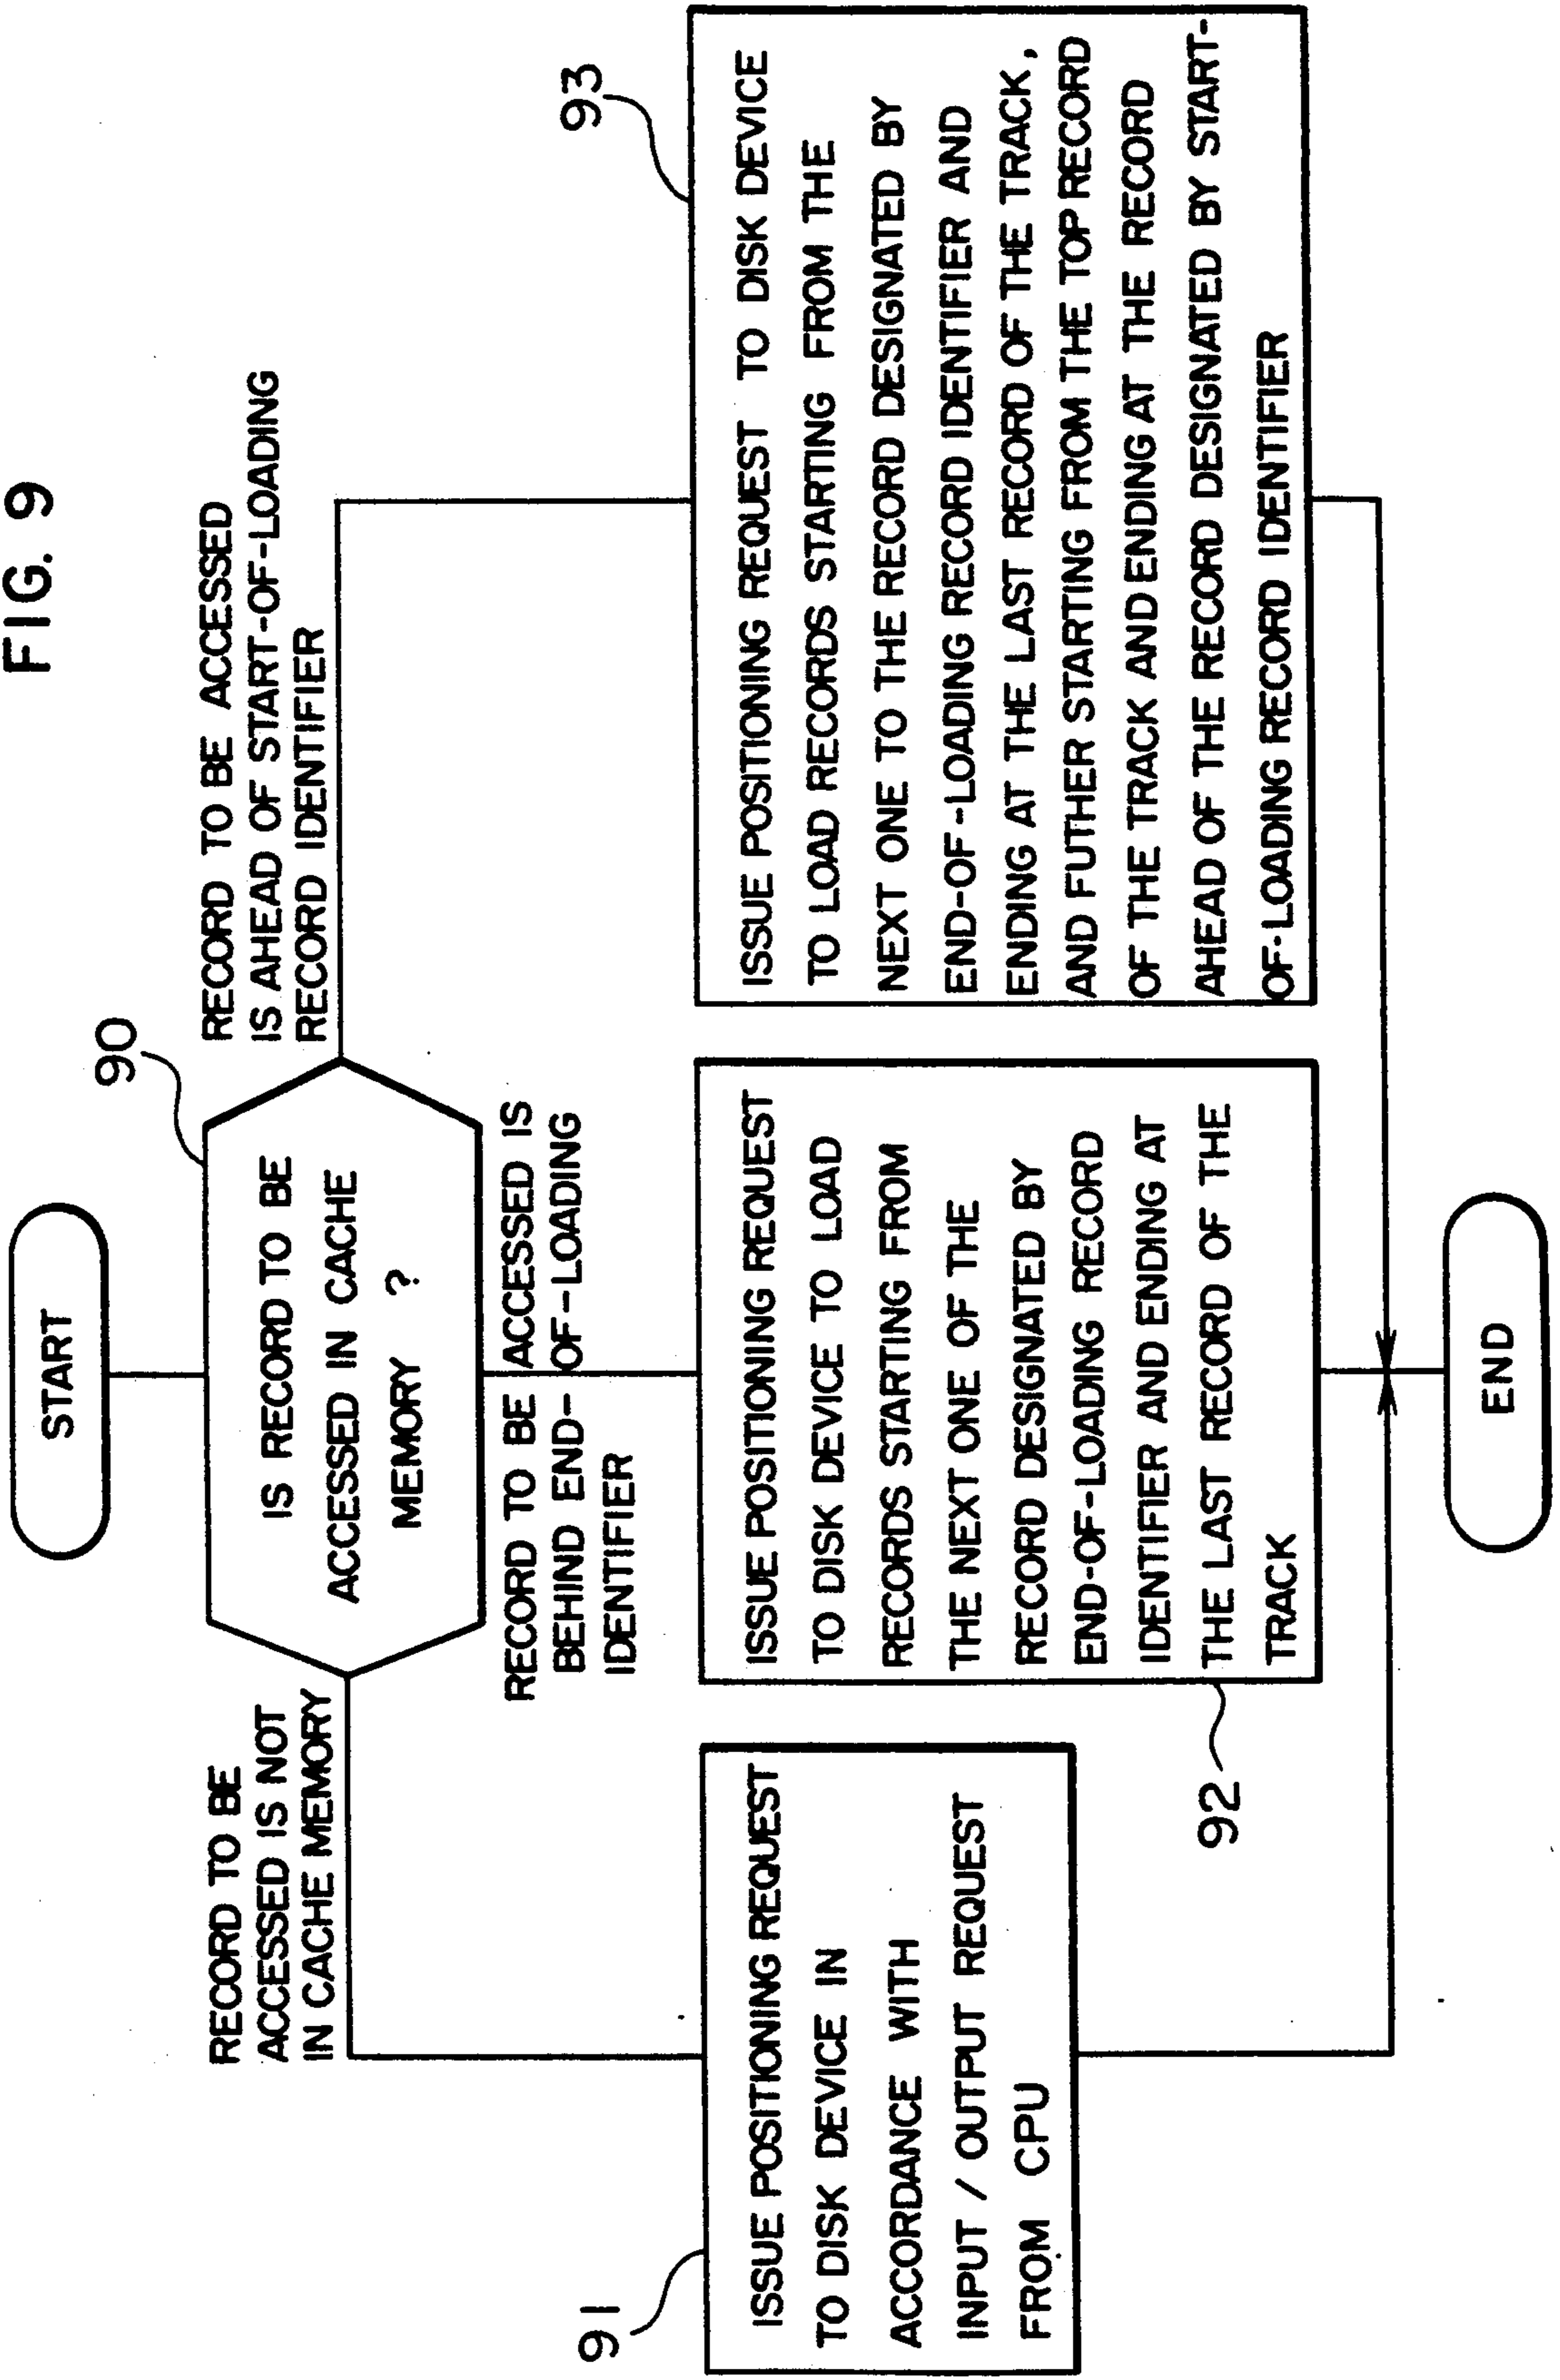 FIG. 9
START
90
IS RECORD TO BE
ACCESSED IN CACHE
MEMORY ?
RECORD TO BE
ACCESSED IS NOT
IN CACHE MEMORY
RECORD TO BE ACCESSED IS
BEHIND END-OF-LOADING
IDENTIFIER
RECORD TO BE ACCESSED
IS AHEAD OF START-OF-LOADING
RECORD IDENTIFIER
91
ISSUE POSITIONING REQUEST
TO DISK DEVICE IN
ACCORDANCE WITH
INPUT / OUTPUT REQUEST
FROM CPU
92
ISSUE POSITIONING REQUEST
TO DISK DEVICE TO LOAD
RECORDS STARTING FROM
THE NEXT ONE OF THE
RECORD DESIGNATED BY
END-OF-LOADING RECORD
IDENTIFIER AND ENDING AT
THE LAST RECORD OF THE
TRACK
93
ISSUE POSITIONING REQUEST TO DISK DEVICE
TO LOAD RECORDS STARTING FROM THE
NEXT ONE TO THE RECORD DESIGNATED BY
END-OF-LOADING RECORD IDENTIFIER AND
ENDING AT THE LAST RECORD OF THE TRACK,
AND FUTHER STARTING FROM THE TOP RECORD
OF THE TRACK AND ENDING AT THE RECORD
AHEAD OF THE RECORD DESIGNATED BY START-
OF-LOADING RECORD IDENTIFIER
END